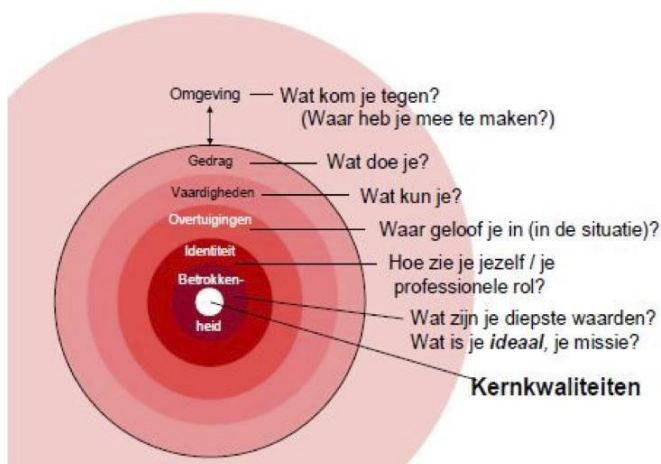 Omgeving
Wat kom je tegen?
(Waar heb je mee te maken?)
Gedrag
Wat doe je?
Vaardigheden
Wat kun je?
Overtuigingen
Waar geloof je in (in de situatie)?
Identiteit
Hoe zie je jezelf / je
professionele rol?
Betrokken-
heid
Wat zijn je diepste waarden?
Wat is je ideaal, je missie?
Kernkwaliteiten